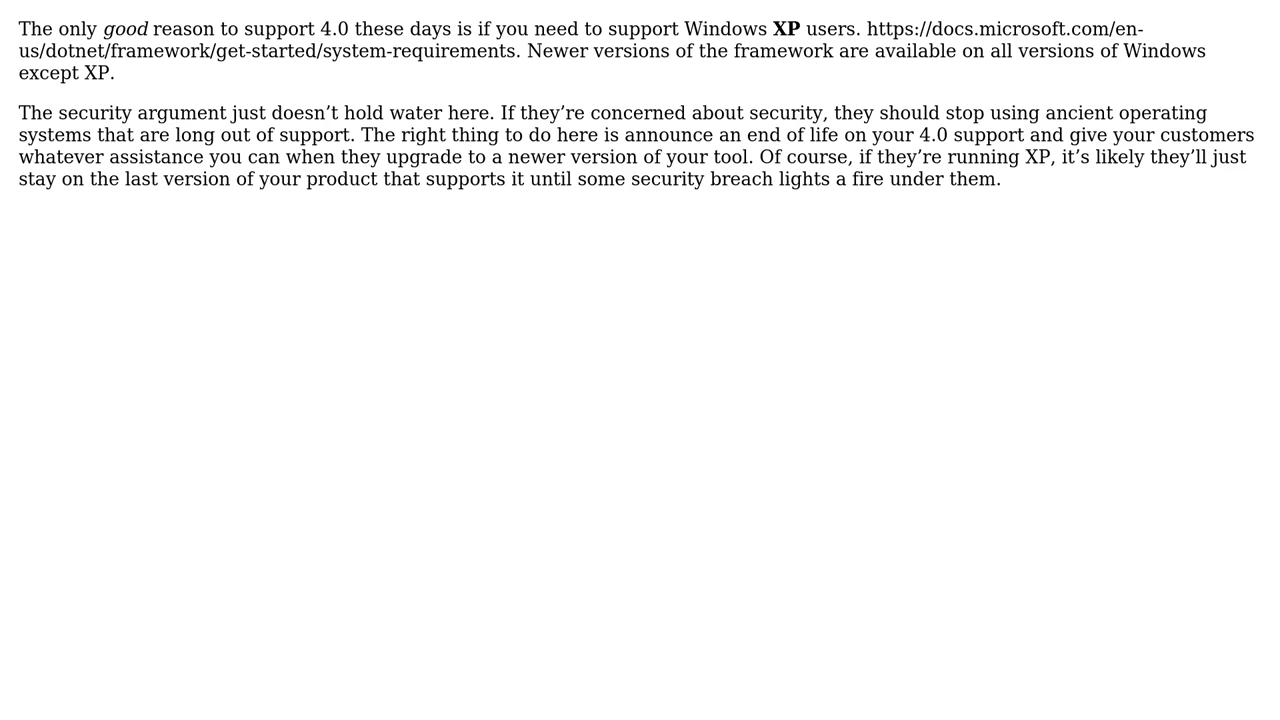 The only good reason to support 4.0 these days is if you need to support Windows XP users. https://docs.microsoft.com/en-
us/dotnet/framework/get-started/system-requirements. Newer versions of the framework are available on all versions of Windows
except XP.
The security argument just doesn’t hold water here. If they’re concerned about security, they should stop using ancient operating
systems that are long out of support. The right thing to do here is announce an end of life on your 4.0 support and give your customers
whatever assistance you can when they upgrade to a newer version of your tool. Of course, if they’re running XP, it’s likely they’ll just
stay on the last version of your product that supports it until some security breach lights a fire under them.